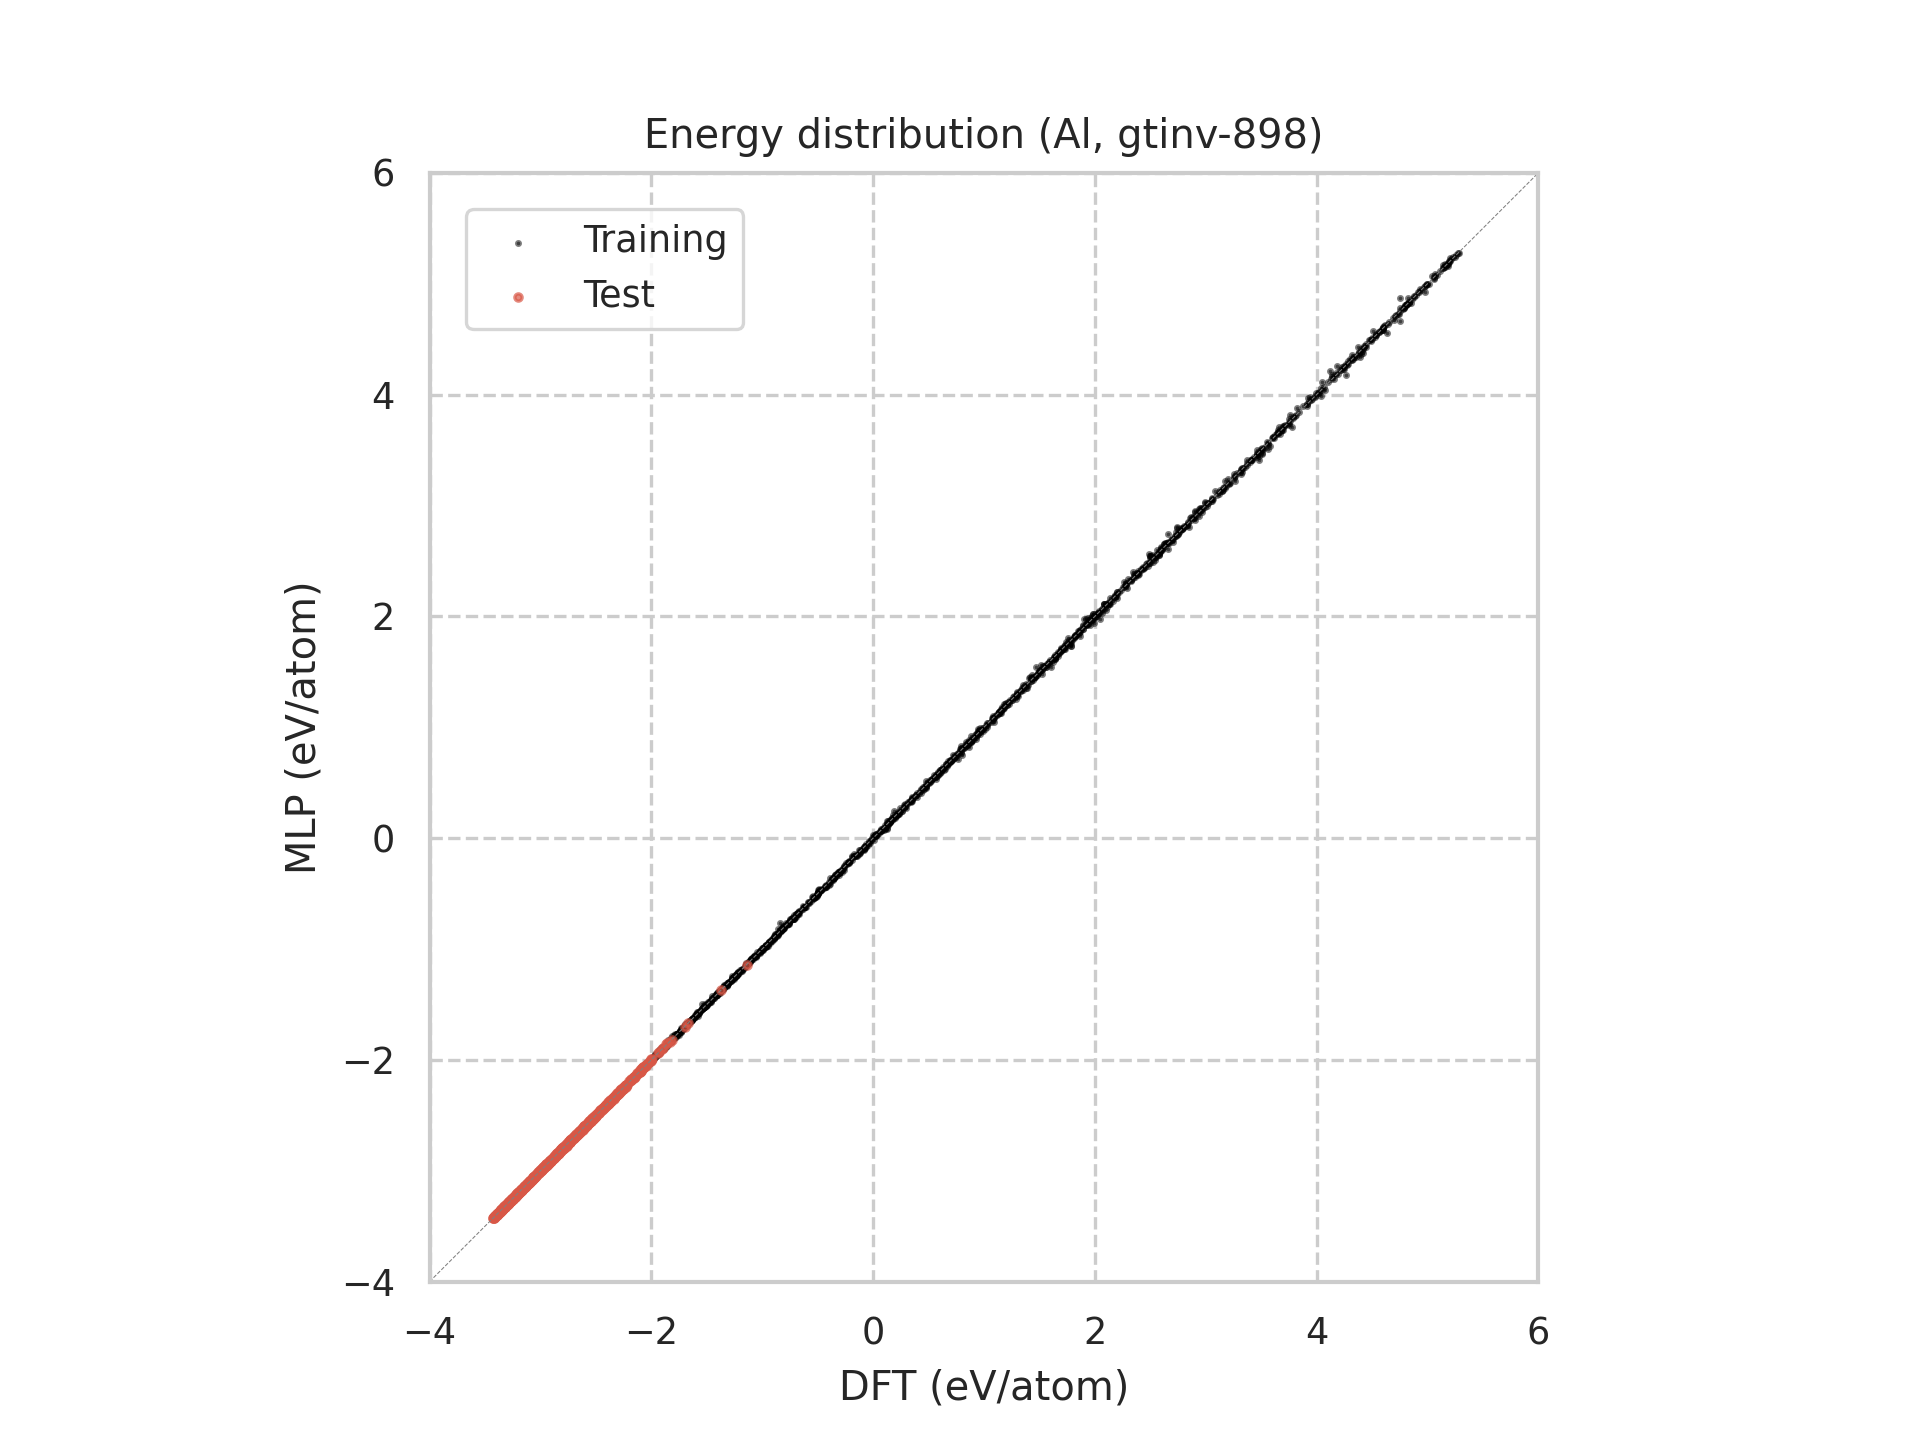 Energy distribution (Al, gtinv-898)
Training
Test
6
4
2
0
−2
−4
MLP (eV/atom)
−4 −2 0 2 4 6
DFT (eV/atom)